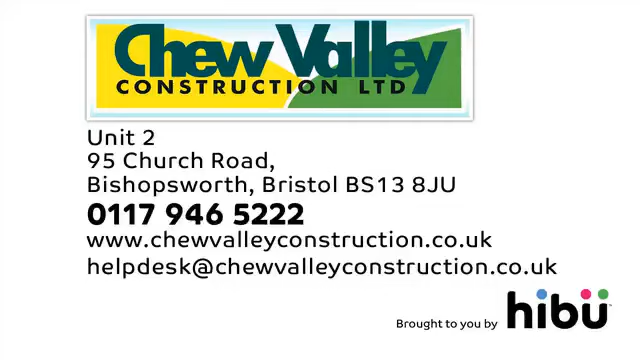 Chew Valley
CONSTRUCTION LTD
Unit 2
95 Church Road,
Bishopsworth, Bristol BS13 8JU
0117 946 5222
www.chewvalleyconstruction.co.uk
helpdesk@chewvalleyconstruction.co.uk
Brought to you by hibü